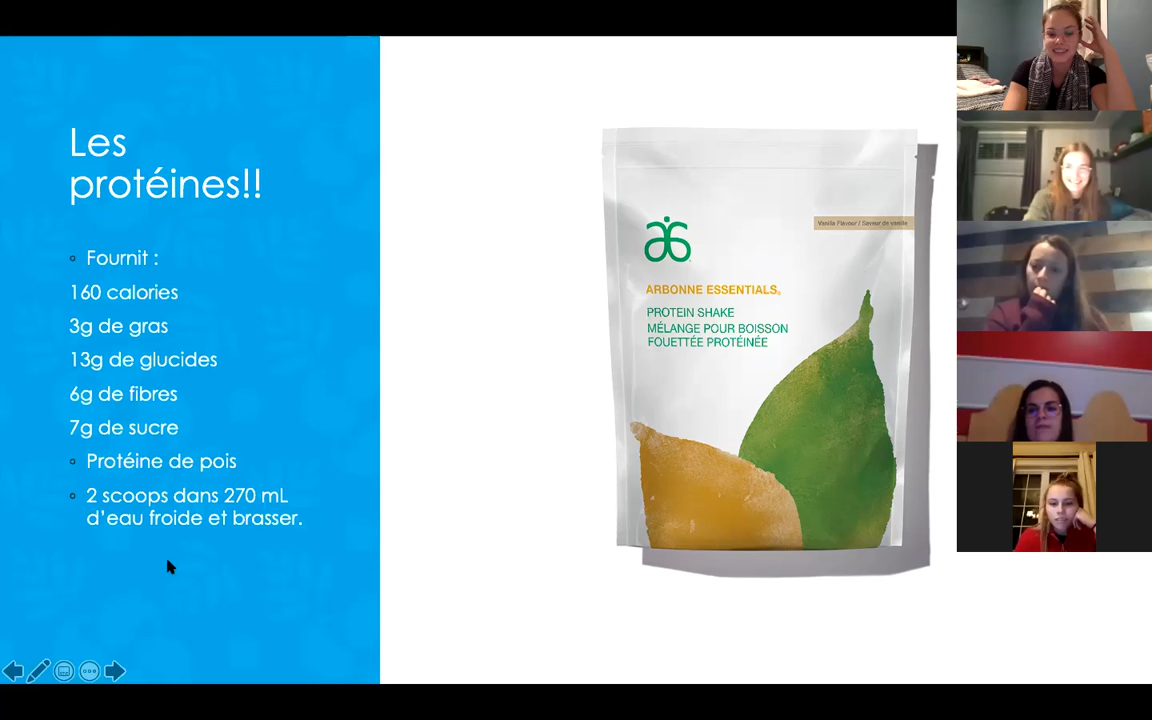 Les
protéines!!
Fournit :
160 calories
3g de gras
13g de glucides
6g de fibres
7g de sucre
Protéine de pois
2 scoops dans 270 mL
d'eau froide et brasser.
Vanilla Flavour / Saveur de vanille
ARBONNE ESSENTIALS®
PROTEIN SHAKE
MÉLANGE POUR BOISSON
FOUETTÉE PROTÉINÉE